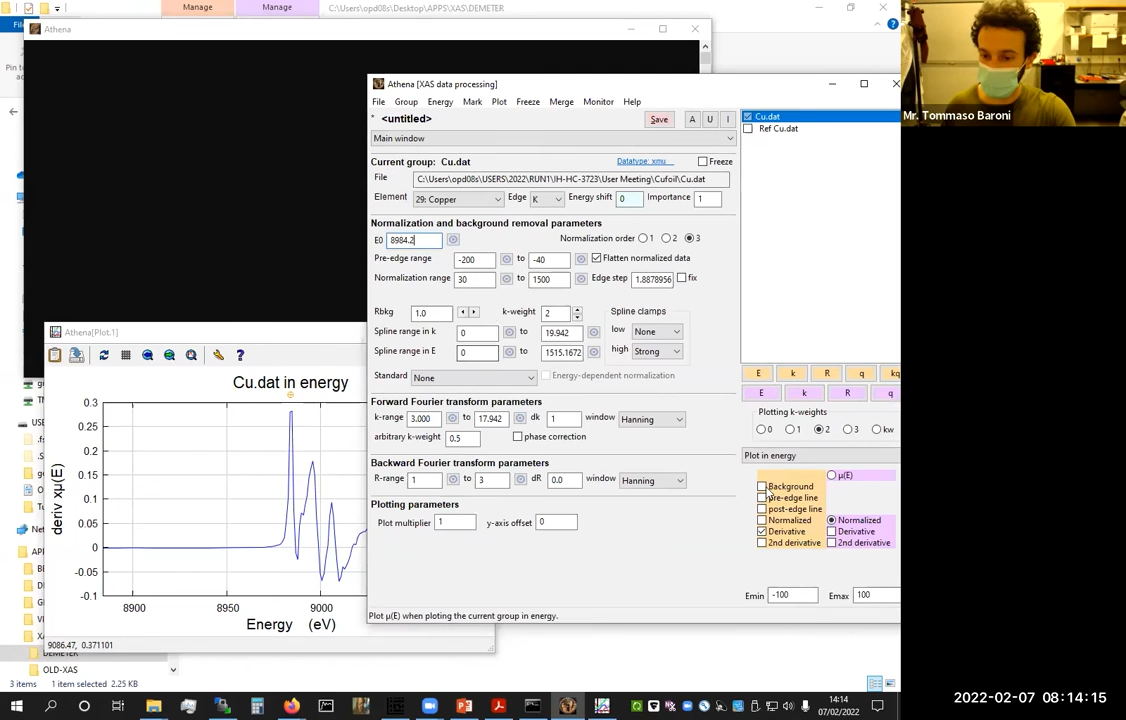 Manage
Manage
C:\Users\opd08s\Desktop\APPS\XAS\DEMETER
Athena
Athena [XAS data processing]
File Group Energy Mark Plot Freeze Merge Monitor Help
* <untitled>
Save
A U I
Main window
Current group: Cu.dat
Datatype: xmu
Freeze
File
C:\Users\opd08s\USERS\2022\RUN1\IH-HC-3723\User Meeting\Cufoil\Cu.dat
Element 29: Copper Edge K Energy shift 0 Importance 1
Normalization and background removal parameters
E0 8984.2 Normalization order 1 2 3
Pre-edge range -200 to -40 Flatten normalized data
Normalization range 30 to 1500 Edge step 1.8878956 fix
Rbkg 1.0 k-weight 2 Spline clamps
Spline range in k 0 to 19.942 low None
Spline range in E 0 to 1515.1672 high Strong
Standard None Energy-dependent normalization
Forward Fourier transform parameters
k-range 3.000 to 17.942 dk 1 window Hanning
arbitrary k-weight 0.5 phase correction
Backward Fourier transform parameters
R-range 1 to 3 dR 0.0 window Hanning
Plotting parameters
Plot multiplier 1 y-axis offset 0
Plot μ(E) when ploting the current group in energy.
Cu.dat
Ref Cu.dat
E k R q kq
E k R q
Plotting k-weights
0 1 2 3 kw
Plot in energy
μ(E)
Background
pre-edge line
post-edge line
Normalized Normalized
Derivative Derivative
2nd derivative 2nd derivative
Emin -100 Emax 100
Athena[Plot.1]
Cu.dat in energy
0.3
0.25
0.2
0.15
0.1
0.05
0
-0.05
-0.1
deriv xμ(E)
8900 8950 9000
Energy (eV)
9086.47, 0.371101
DEMETER
OLD-XAS
3 items 1 item selected 2.25 KB
14:14
07/02/2022
Mr. Tommaso Baroni
2022-02-07 08:14:15